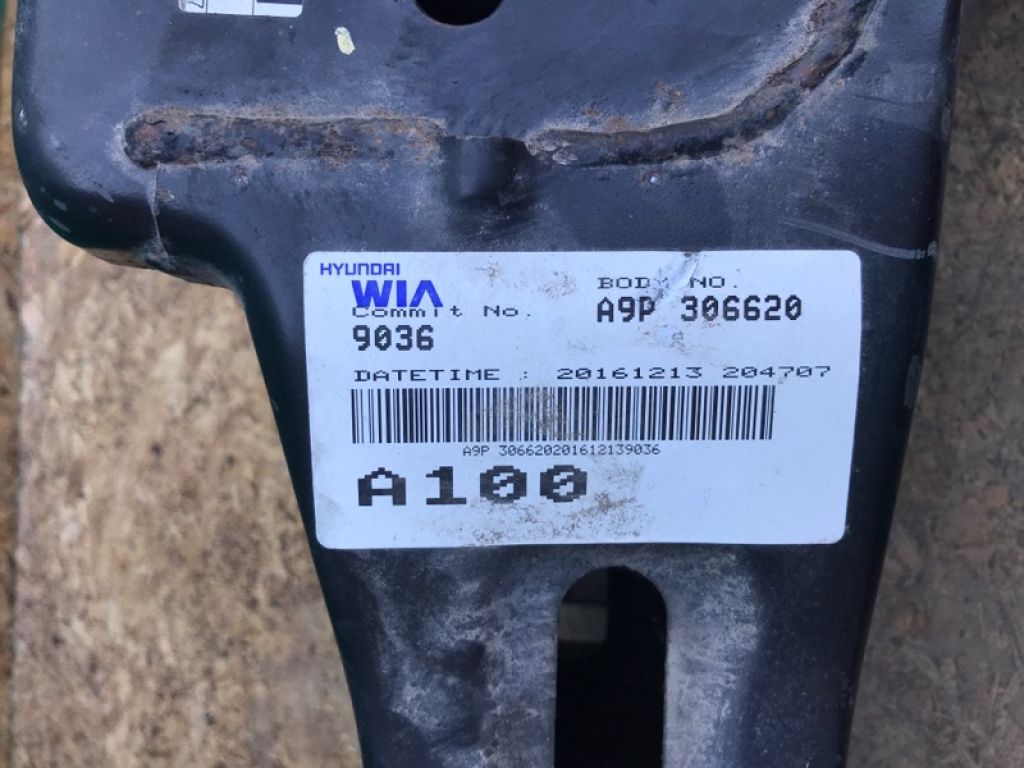 HYUNDAI
WIA
Commit No.
9036
BODY NO.
A9P 306620
DATETIME : 20161213 204707
A9P 306620201612139036
A100